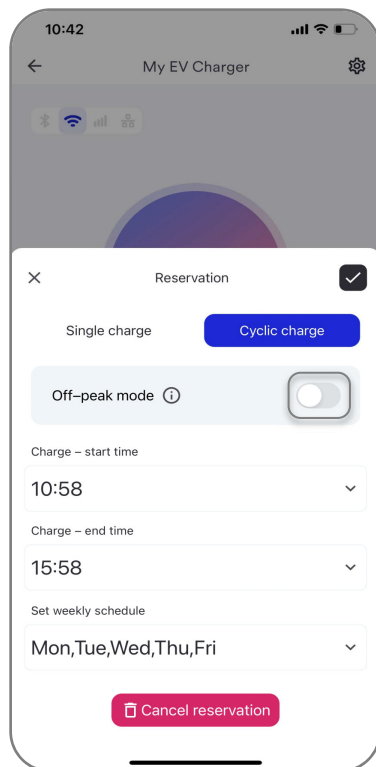 10:42
My EV Charger
Reservation
Single charge
Cyclic charge
Off-peak mode
Charge – start time
10:58
Charge – end time
15:58
Set weekly schedule
Mon,Tue,Wed,Thu,Fri
Cancel reservation